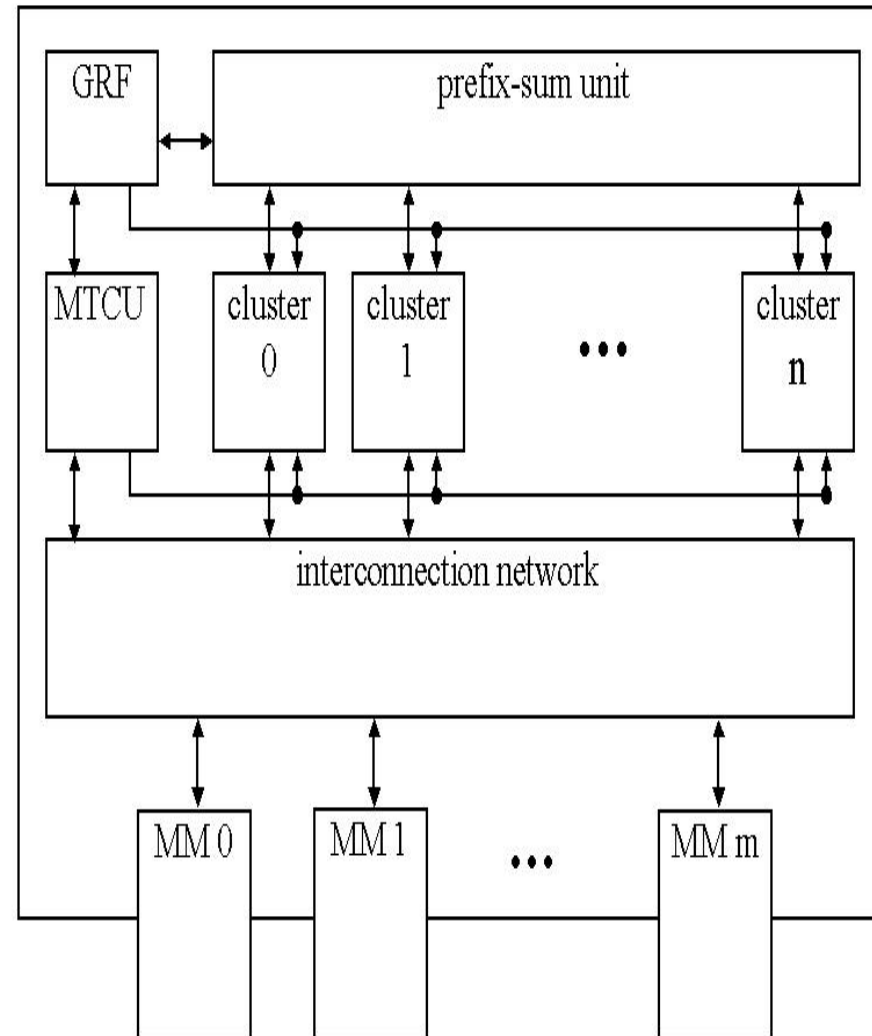 GRF
prefix-sum unit
MTCU
cluster
0
cluster
1
•••
cluster
n
interconnection network
MM 0
MM 1
•••
MM m